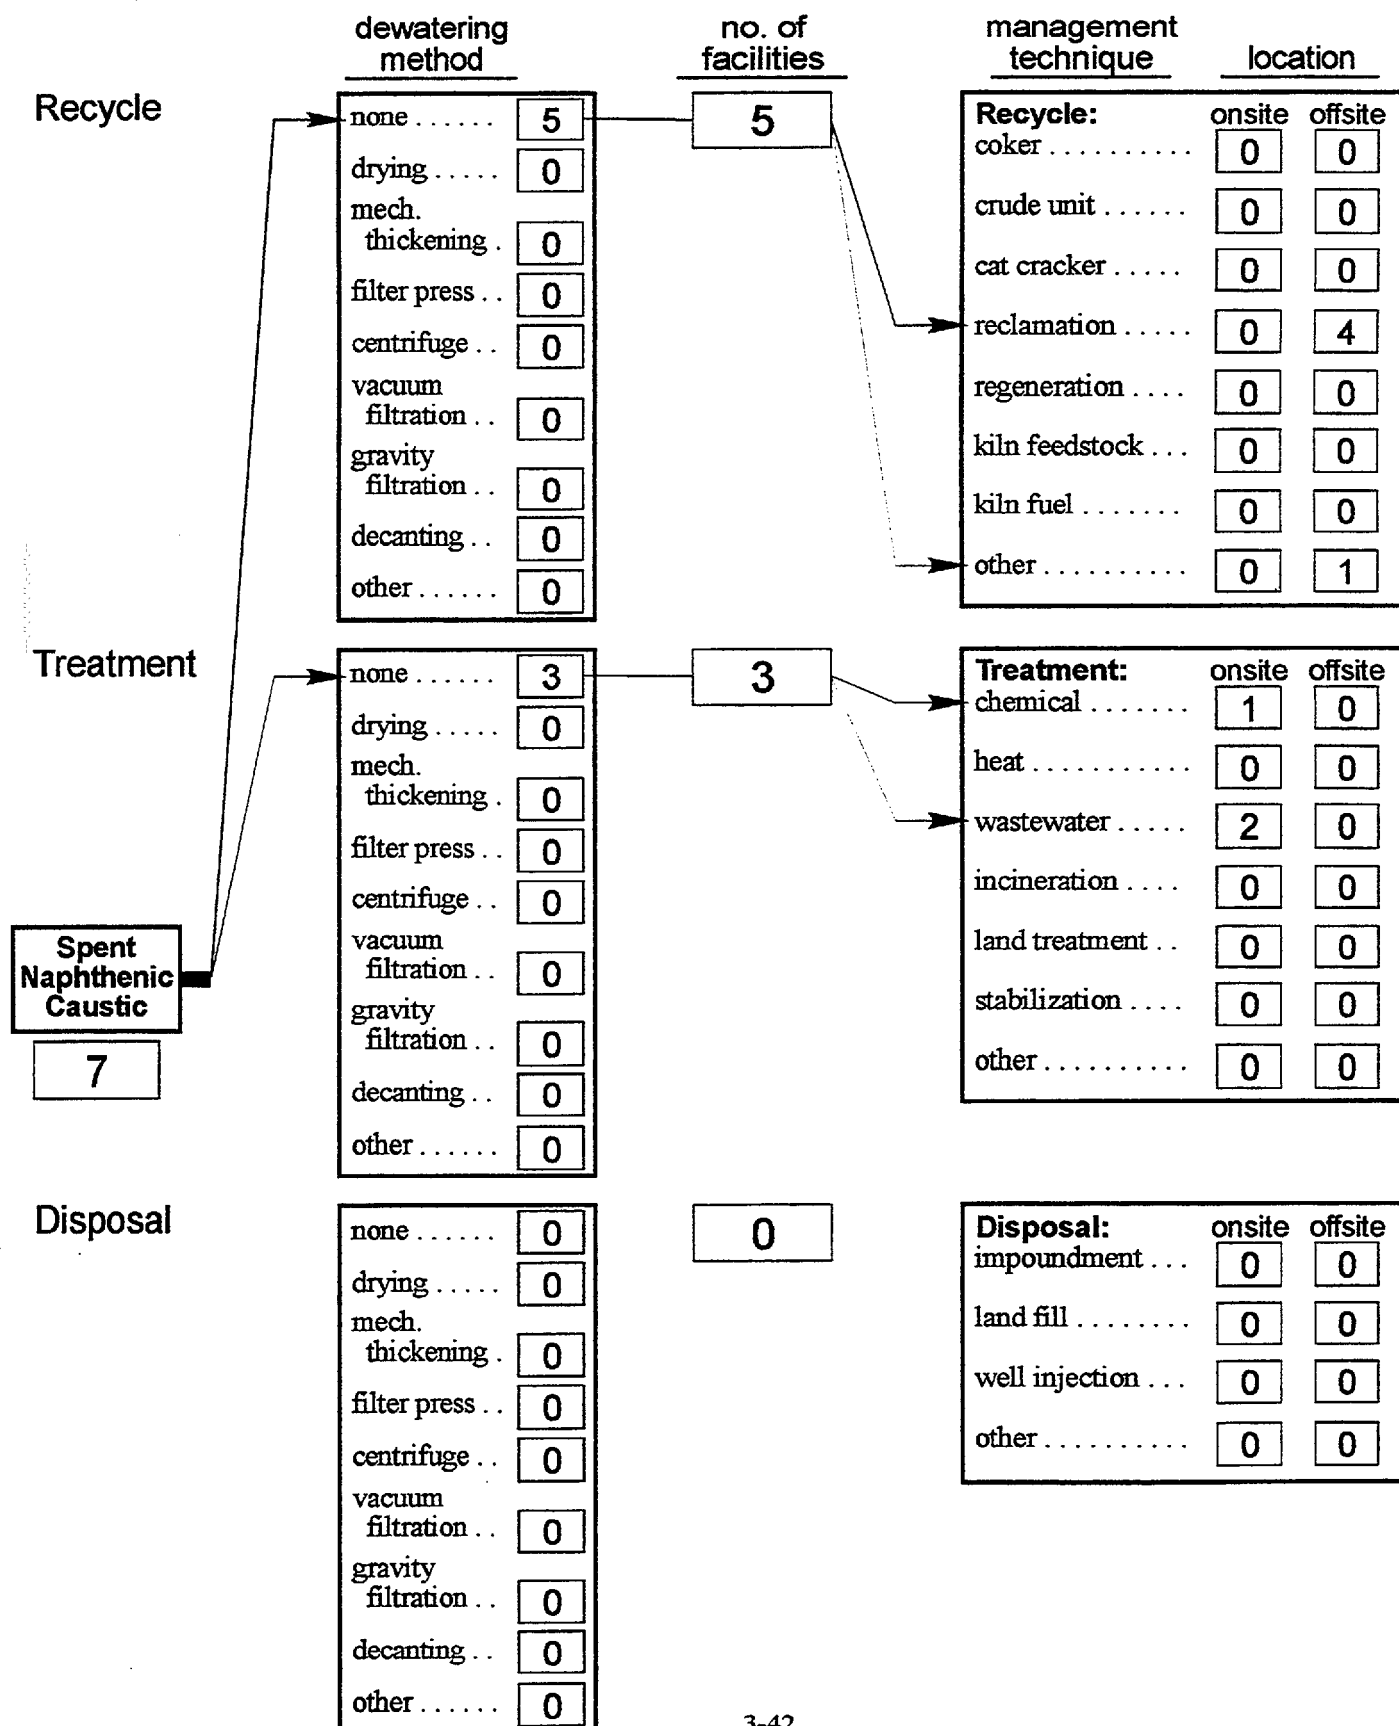 dewatering method no. of facilities management technique location
Recycle
none . . . . . . 5
drying . . . . . 0
mech.
thickening . 0
filter press . . 0
centrifuge . . 0
vacuum
filtration . . 0
gravity
filtration . . 0
decanting . . 0
other . . . . . . 0
5
Recycle: onsite offsite
coker . . . . . . . . . . 0 0
crude unit . . . . . . 0 0
cat cracker . . . . . 0 0
reclamation . . . . . 0 4
regeneration . . . . 0 0
kiln feedstock . . . 0 0
kiln fuel . . . . . . . 0 0
other . . . . . . . . . . 0 1
Treatment
none . . . . . . 3
drying . . . . . 0
mech.
thickening . 0
filter press . . 0
centrifuge . . 0
vacuum
filtration . . 0
gravity
filtration . . 0
decanting . . 0
other . . . . . . 0
3
Treatment: onsite offsite
chemical . . . . . . . 1 0
heat . . . . . . . . . . . 0 0
wastewater . . . . . 2 0
incineration . . . . 0 0
land treatment . . 0 0
stabilization . . . . 0 0
other . . . . . . . . . . 0 0
Spent
Naphthenic
Caustic
7
Disposal
none . . . . . . 0
drying . . . . . 0
mech.
thickening . 0
filter press . . 0
centrifuge . . 0
vacuum
filtration . . 0
gravity
filtration . . 0
decanting . . 0
other . . . . . . 0
0
Disposal: onsite offsite
impoundment . . . 0 0
land fill . . . . . . . . 0 0
well injection . . . 0 0
other . . . . . . . . . . 0 0
3-42